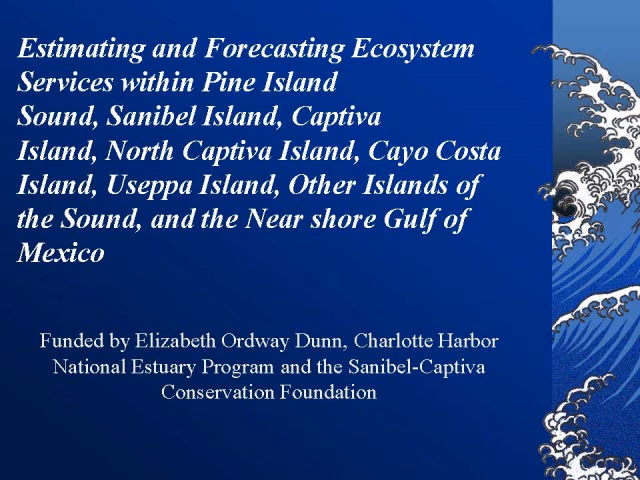 Estimating and Forecasting Ecosystem
Services within Pine Island
Sound, Sanibel Island, Captiva
Island, North Captiva Island, Cayo Costa
Island, Useppa Island, Other Islands of
the Sound, and the Near shore Gulf of
Mexico
Funded by Elizabeth Ordway Dunn, Charlotte Harbor
National Estuary Program and the Sanibel-Captiva
Conservation Foundation